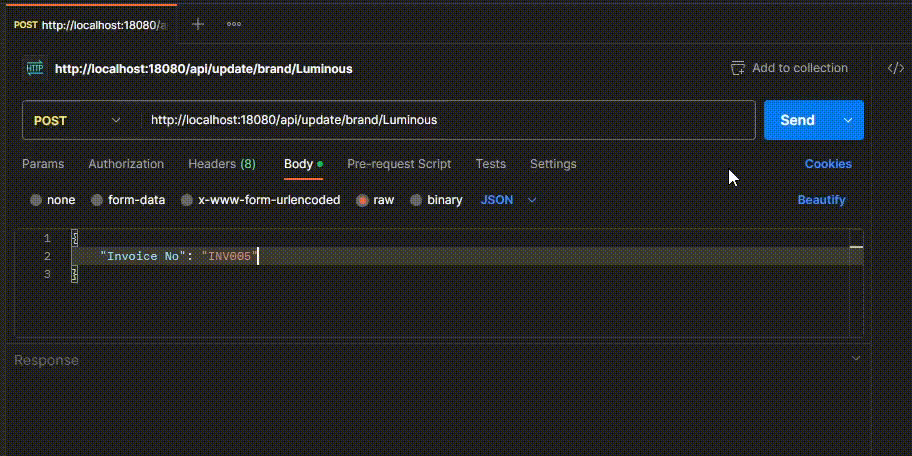 POST http://localhost:18080/a
HTTP http://localhost:18080/api/update/brand/Luminous Add to collection </>
POST http://localhost:18080/api/update/brand/Luminous Send
Params Authorization Headers (8) Body Pre-request Script Tests Settings Cookies
none form-data x-www-form-urlencoded raw binary JSON Beautify
1 {
2 "Invoice No": "INV005"
3 }
Response